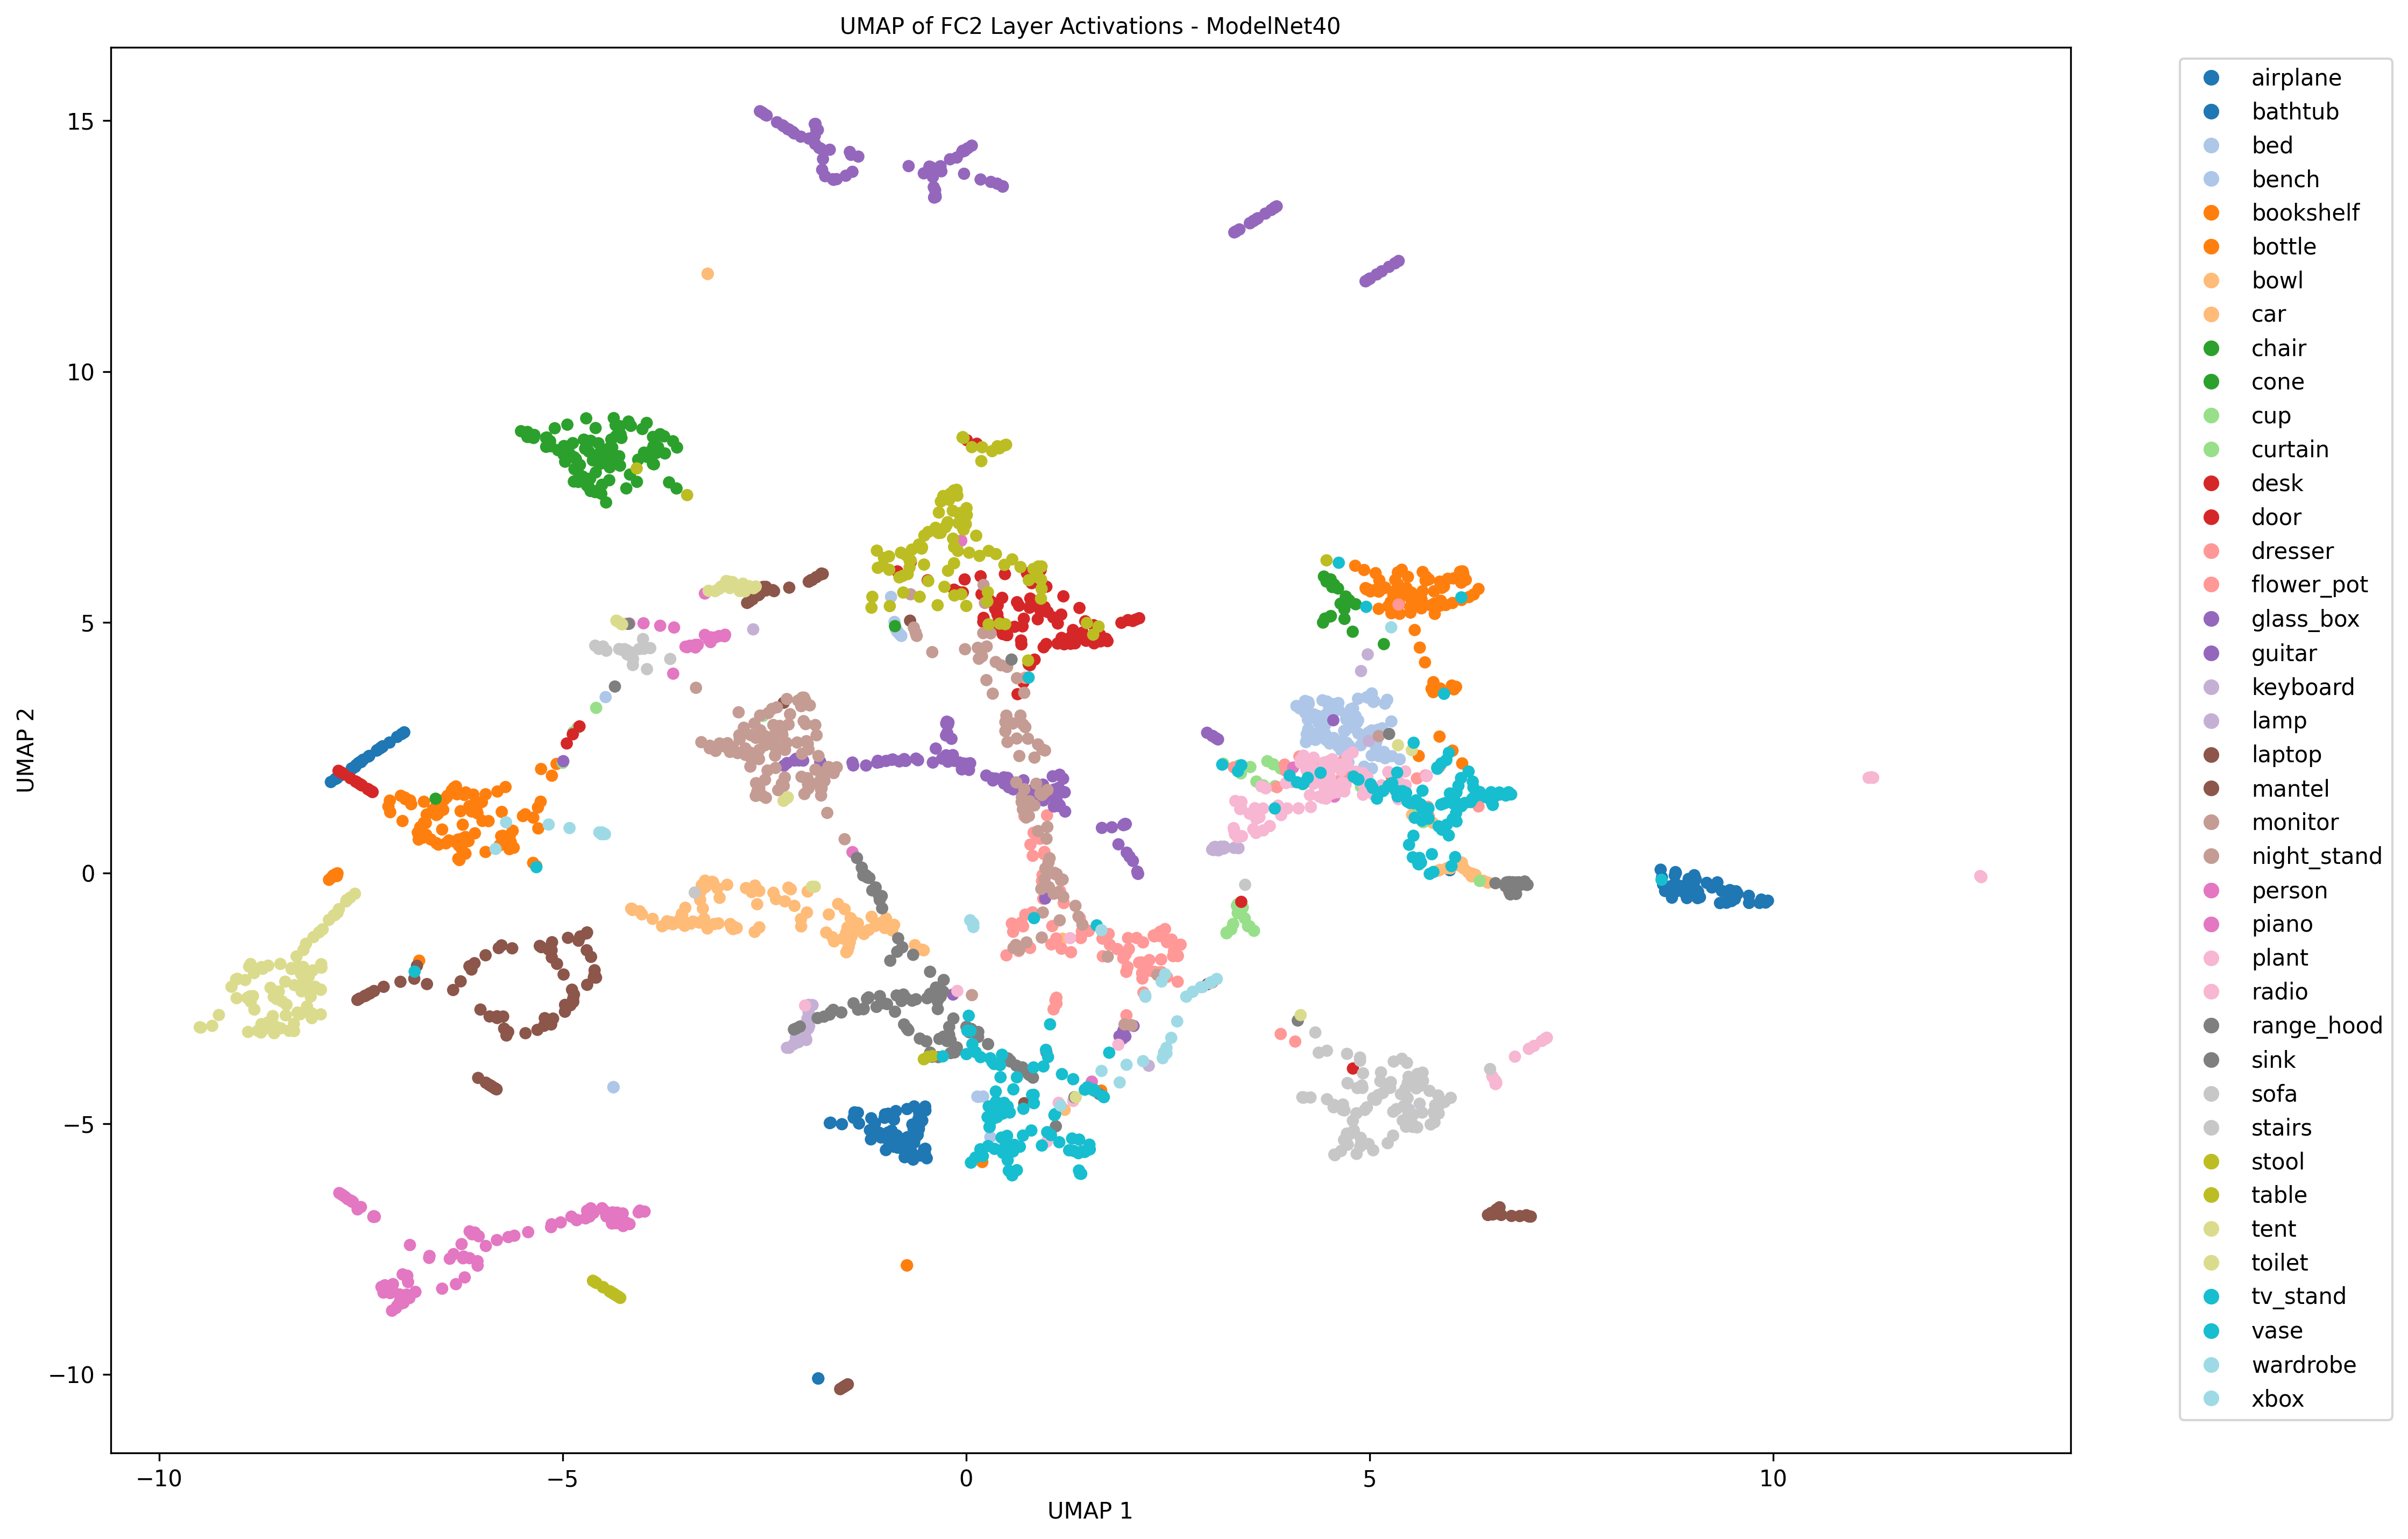 UMAP of FC2 Layer Activations - ModelNet40
UMAP 2
15
10
5
0
−5
−10
−10
−5
0
5
10
UMAP 1
airplane
bathtub
bed
bench
bookshelf
bottle
bowl
car
chair
cone
cup
curtain
desk
door
dresser
flower_pot
glass_box
guitar
keyboard
lamp
laptop
mantel
monitor
night_stand
person
piano
plant
radio
range_hood
sink
sofa
stairs
stool
table
tent
toilet
tv_stand
vase
wardrobe
xbox